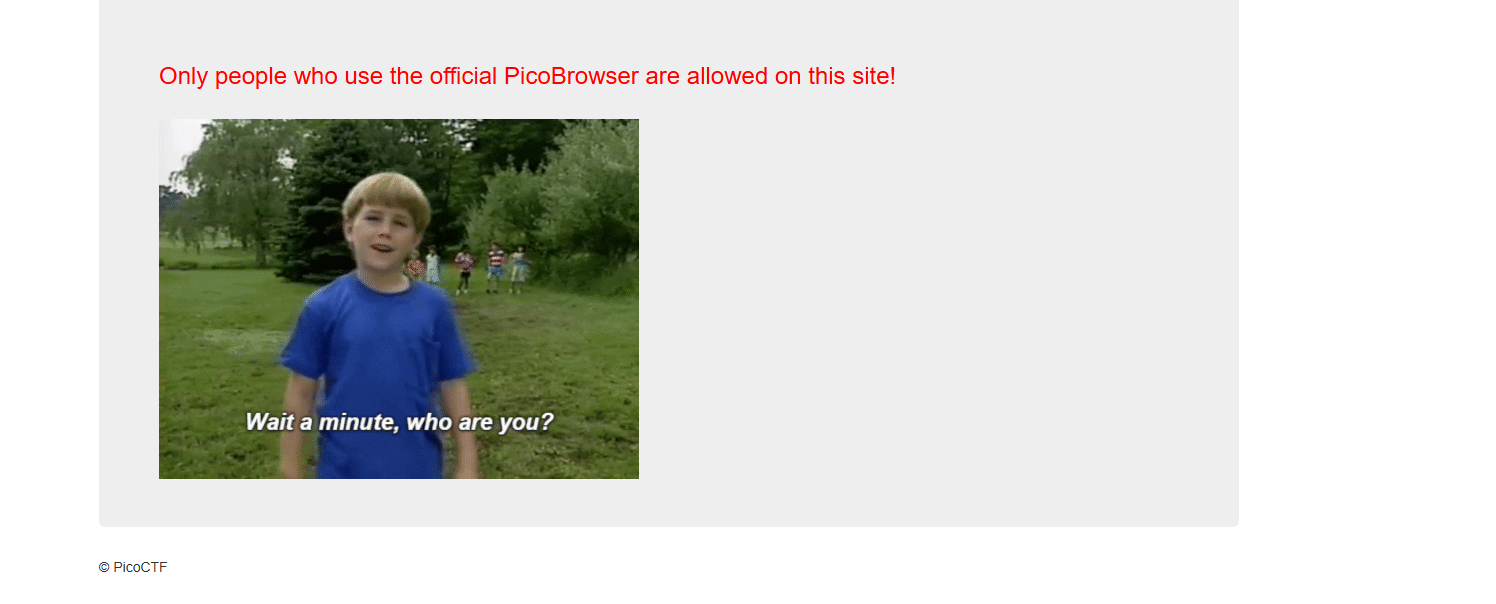 Only people who use the official PicoBrowser are allowed on this site!
Wait a minute, who are you?
© PicoCTF